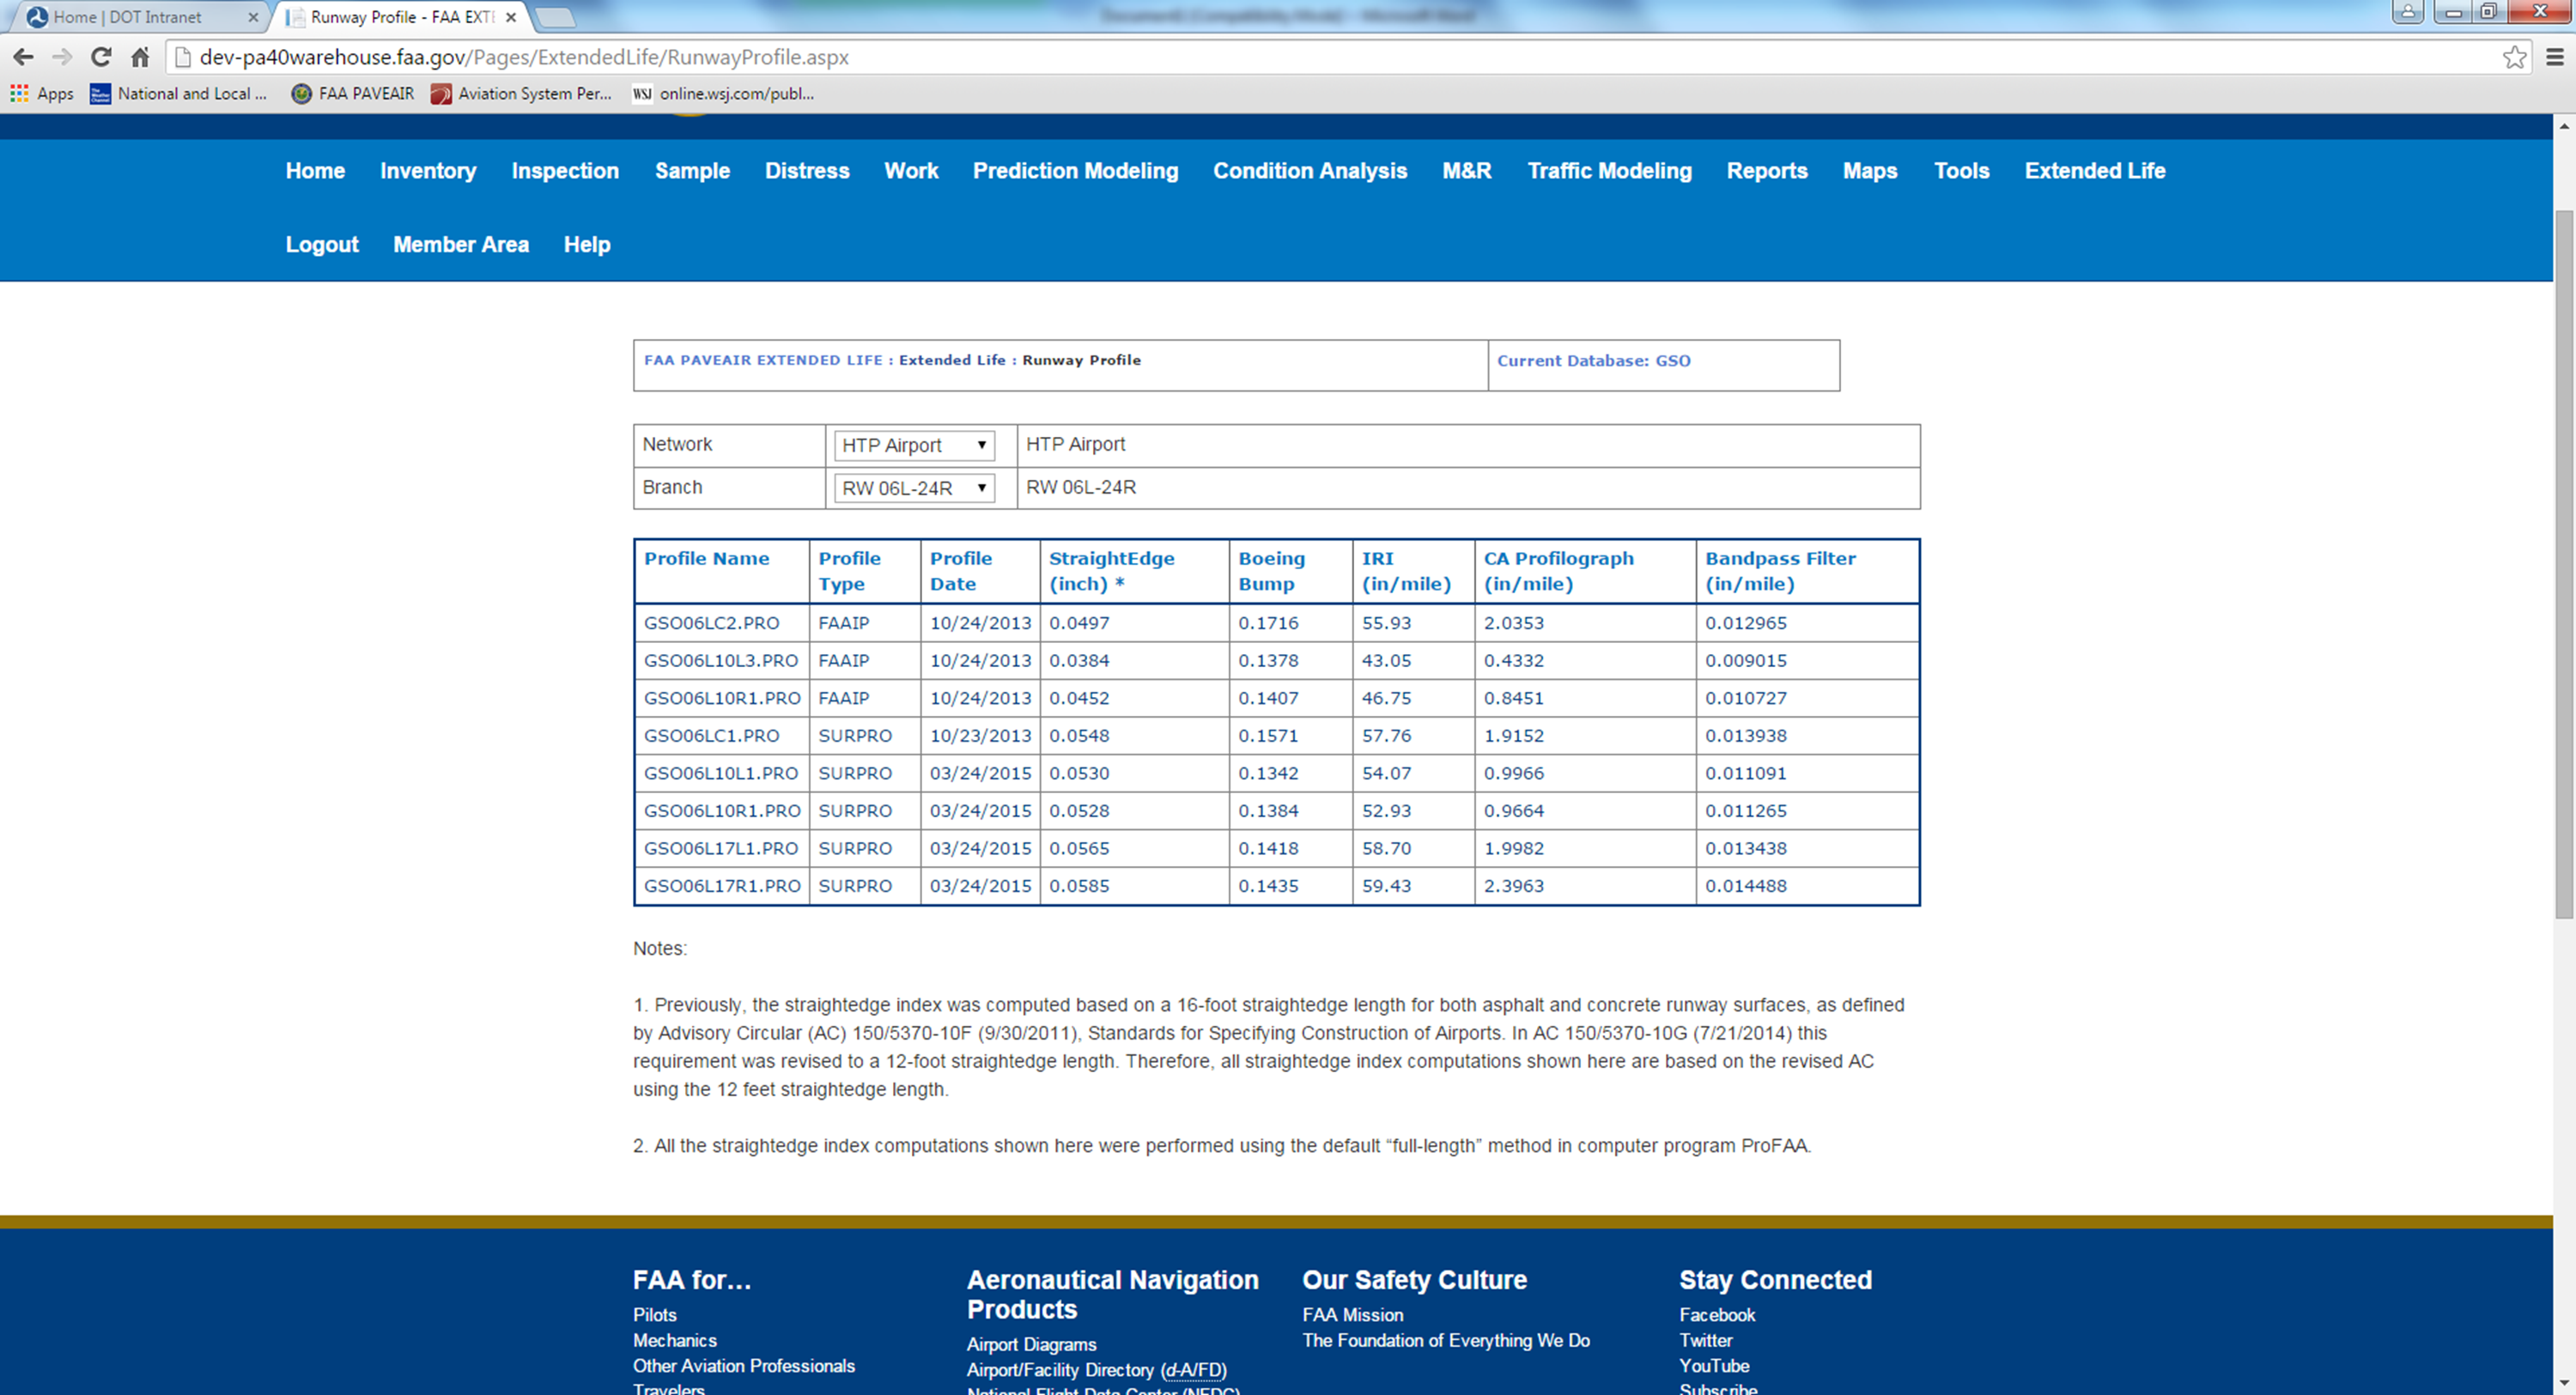 Home | DOT Intranet
Runway Profile - FAA EXTE
dev-pa40warehouse.faa.gov/Pages/ExtendedLife/RunwayProfile.aspx
Apps National and Local ... FAA PAVEAIR Aviation System Per... WSJ online.wsj.com/publ...
Home Inventory Inspection Sample Distress Work Prediction Modeling Condition Analysis M&R Traffic Modeling Reports Maps Tools Extended Life
Logout Member Area Help
FAA PAVEAIR EXTENDED LIFE : Extended Life : Runway Profile Current Database: GSO
Network HTP Airport HTP Airport
Branch RW 06L-24R RW 06L-24R
Profile Name Profile Type Profile Date StraightEdge (inch) * Boeing Bump IRI (in/mile) CA Profilograph (in/mile) Bandpass Filter (in/mile)
GSO06LC2.PRO FAAIP 10/24/2013 0.0497 0.1716 55.93 2.0353 0.012965
GSO06L10L3.PRO FAAIP 10/24/2013 0.0384 0.1378 43.05 0.4332 0.009015
GSO06L10R1.PRO FAAIP 10/24/2013 0.0452 0.1407 46.75 0.8451 0.010727
GSO06LC1.PRO SURPRO 10/23/2013 0.0548 0.1571 57.76 1.9152 0.013938
GSO06L10L1.PRO SURPRO 03/24/2015 0.0530 0.1342 54.07 0.9966 0.011091
GSO06L10R1.PRO SURPRO 03/24/2015 0.0528 0.1384 52.93 0.9664 0.011265
GSO06L17L1.PRO SURPRO 03/24/2015 0.0565 0.1418 58.70 1.9982 0.013438
GSO06L17R1.PRO SURPRO 03/24/2015 0.0585 0.1435 59.43 2.3963 0.014488
Notes:
1. Previously, the straightedge index was computed based on a 16-foot straightedge length for both asphalt and concrete runway surfaces, as defined
by Advisory Circular (AC) 150/5370-10F (9/30/2011), Standards for Specifying Construction of Airports. In AC 150/5370-10G (7/21/2014) this
requirement was revised to a 12-foot straightedge length. Therefore, all straightedge index computations shown here are based on the revised AC
using the 12 feet straightedge length.
2. All the straightedge index computations shown here were performed using the default “full-length” method in computer program ProFAA.
FAA for…
Pilots
Mechanics
Other Aviation Professionals
Travelers
Aeronautical Navigation
Products
Airport Diagrams
Airport/Facility Directory (d-A/FD)
National Flight Data Center (NFDC)
Our Safety Culture
FAA Mission
The Foundation of Everything We Do
Stay Connected
Facebook
Twitter
YouTube
Subscribe